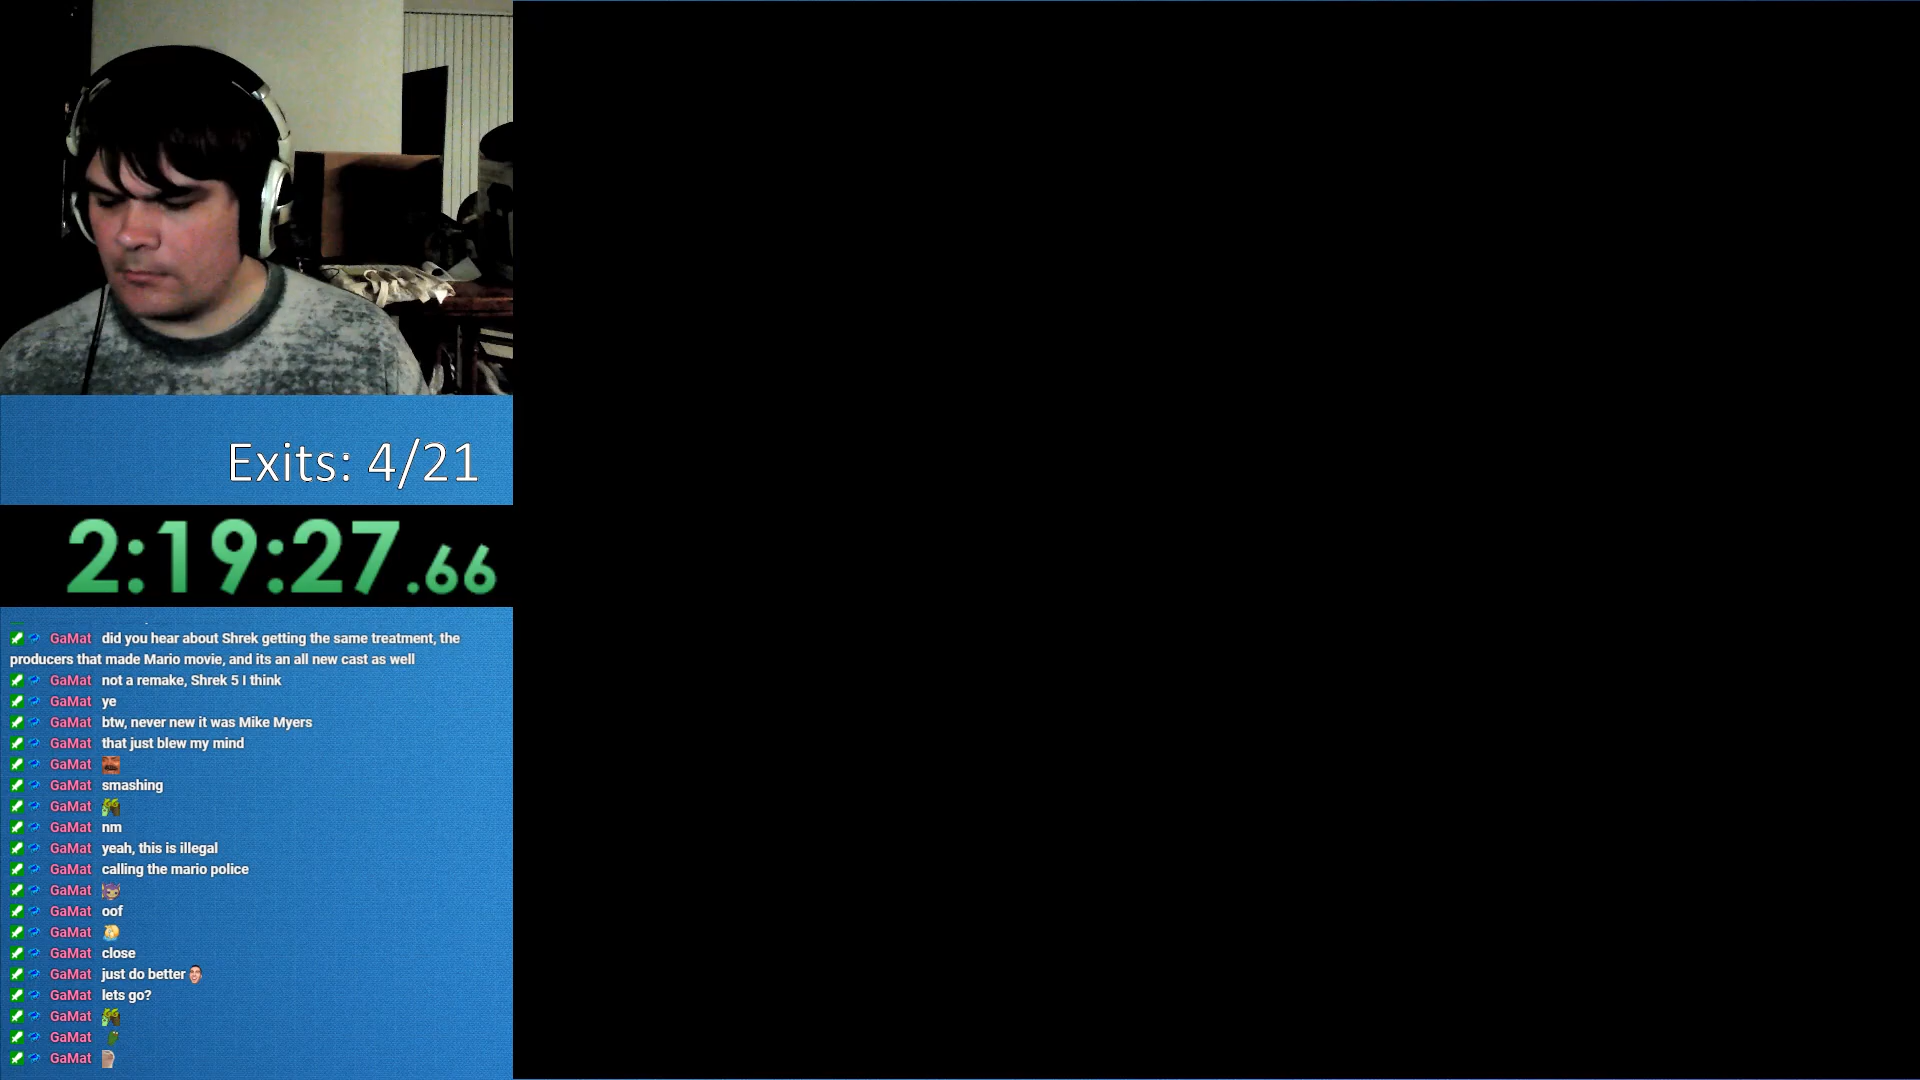 Exits: 4/21
2:19:27.66
GaMat did you hear about Shrek getting the same treatment, the
producers that made Mario movie, and its an all new cast as well
GaMat not a remake, Shrek 5 I think
GaMat ye
GaMat btw, never new it was Mike Myers
GaMat that just blew my mind
GaMat
GaMat smashing
GaMat
GaMat nm
GaMat yeah, this is illegal
GaMat calling the mario police
GaMat
GaMat oof
GaMat
GaMat close
GaMat just do better
GaMat lets go?
GaMat
GaMat
GaMat